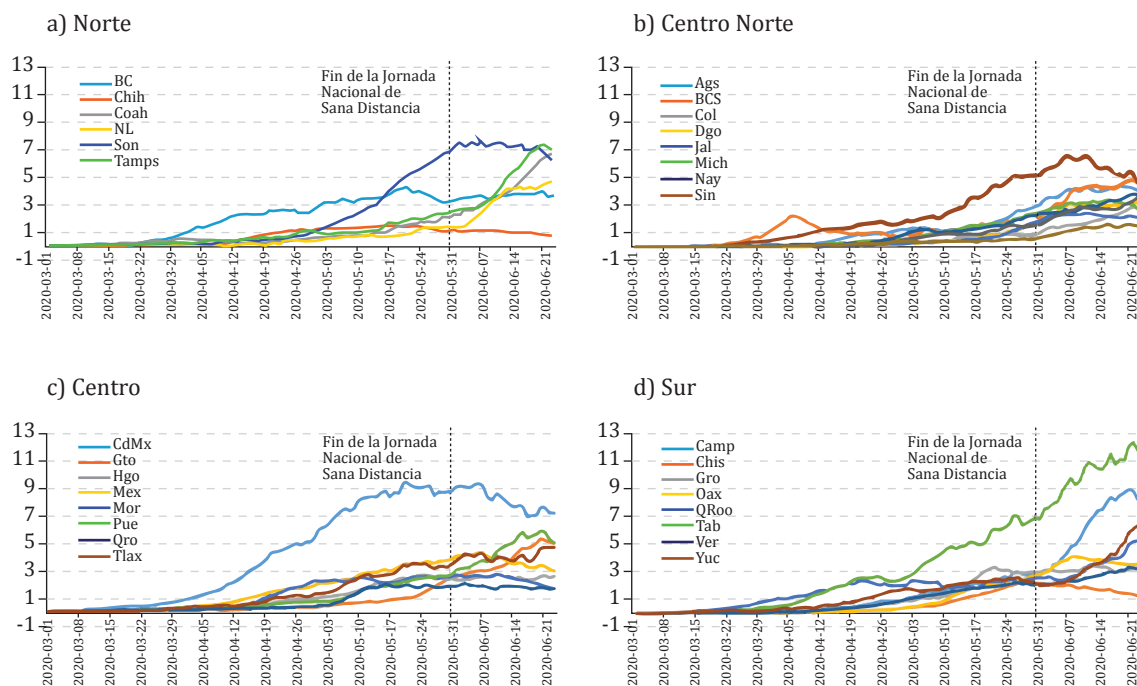 a) Norte
13
11
9
7
5
3
1
-1
BC
Chih
Coah
NL
Son
Tamps
Fin de la Jornada
Nacional de
Sana Distancia
2020-03-01
2020-03-08
2020-03-15
2020-03-22
2020-03-29
2020-04-05
2020-04-12
2020-04-19
2020-04-26
2020-05-03
2020-05-10
2020-05-17
2020-05-24
2020-05-31
2020-06-07
2020-06-14
2020-06-21
b) Centro Norte
13
11
9
7
5
3
1
-1
Ags
BCS
Col
Dgo
Jal
Mich
Nay
Sin
Fin de la Jornada
Nacional de
Sana Distancia
2020-03-01
2020-03-08
2020-03-15
2020-03-22
2020-03-29
2020-04-05
2020-04-12
2020-04-19
2020-04-26
2020-05-03
2020-05-10
2020-05-17
2020-05-24
2020-05-31
2020-06-07
2020-06-14
2020-06-21
c) Centro
13
11
9
7
5
3
1
-1
CdMx
Gto
Hgo
Mex
Mor
Pue
Qro
Tlax
Fin de la Jornada
Nacional de
Sana Distancia
2020-03-01
2020-03-08
2020-03-15
2020-03-22
2020-03-29
2020-04-05
2020-04-12
2020-04-19
2020-04-26
2020-05-03
2020-05-10
2020-05-17
2020-05-24
2020-05-31
2020-06-07
2020-06-14
2020-06-21
d) Sur
13
11
9
7
5
3
1
-1
Camp
Chis
Gro
Oax
QRoo
Tab
Ver
Yuc
Fin de la Jornada
Nacional de
Sana Distancia
2020-03-01
2020-03-08
2020-03-15
2020-03-22
2020-03-29
2020-04-05
2020-04-12
2020-04-19
2020-04-26
2020-05-03
2020-05-10
2020-05-17
2020-05-24
2020-05-31
2020-06-07
2020-06-14
2020-06-21